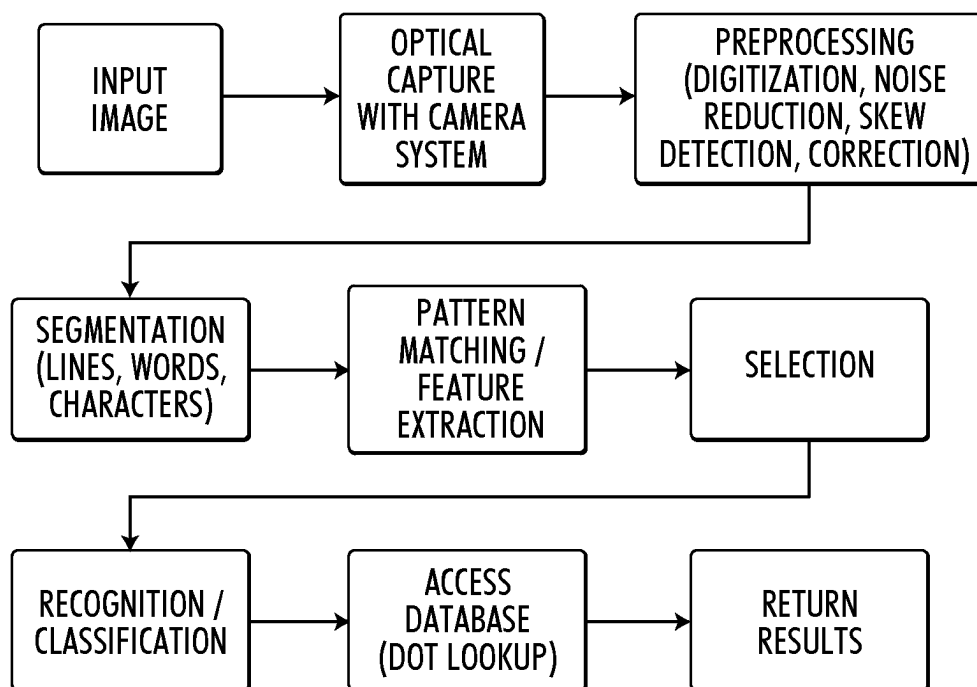 INPUT
IMAGE
OPTICAL
CAPTURE
WITH CAMERA
SYSTEM
PREPROCESSING
(DIGITIZATION, NOISE
REDUCTION, SKEW
DETECTION, CORRECTION)
SEGMENTATION
(LINES, WORDS,
CHARACTERS)
PATTERN
MATCHING /
FEATURE
EXTRACTION
SELECTION
RECOGNITION /
CLASSIFICATION
ACCESS
DATABASE
(DOT LOOKUP)
RETURN
RESULTS